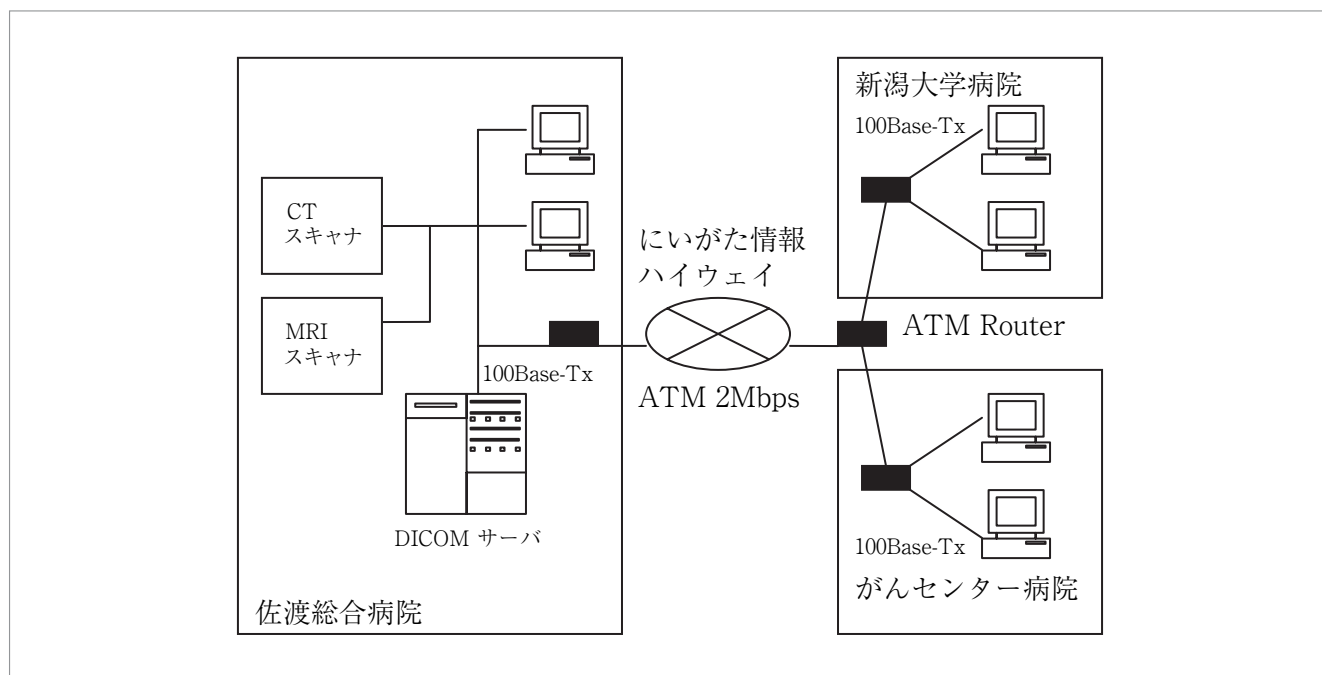 CT
スキャナ
MRI
スキャナ
100Base-Tx
DICOM サーバ
佐渡総合病院
にいがた情報
ハイウェイ
ATM 2Mbps
新潟大学病院
100Base-Tx
ATM Router
100Base-Tx
がんセンター病院